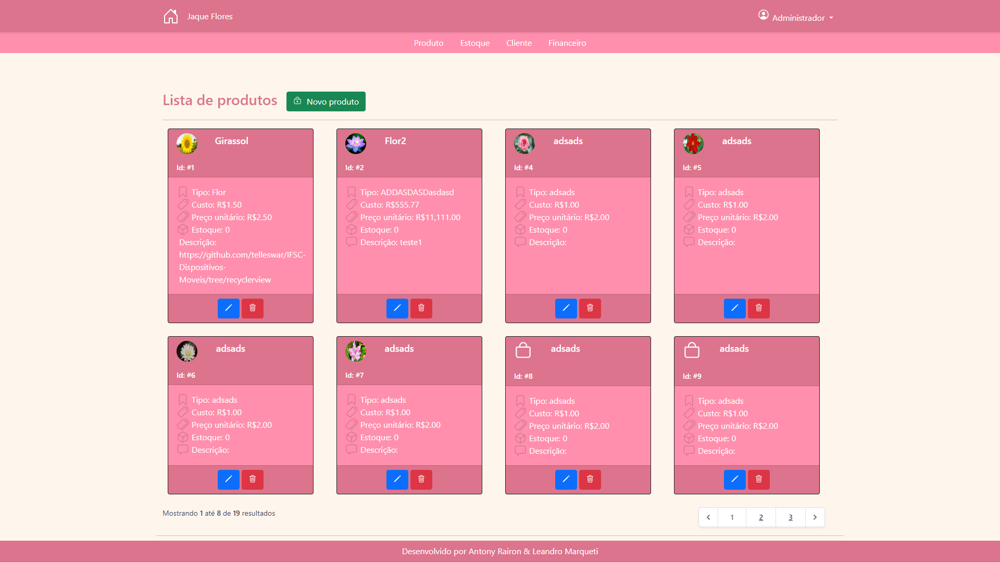 Jaque Flores
Administrador
Produto Estoque Cliente Financeiro
Lista de produtos
Novo produto
Girassol
Id: #1
Tipo: Flor
Custo: R$1.50
Preço unitário: R$2.50
Estoque: 0
Descrição:
https://github.com/telleswar/IFSC-
Dispositivos-
Moveis/tree/recyclerview
Flor2
Id: #2
Tipo: ADDASDASDasdasd
Custo: R$555.77
Preço unitário: R$11,111.00
Estoque: 0
Descrição: teste1
adsads
Id: #4
Tipo: adsads
Custo: R$1.00
Preço unitário: R$2.00
Estoque: 0
Descrição:
adsads
Id: #5
Tipo: adsads
Custo: R$1.00
Preço unitário: R$2.00
Estoque: 0
Descrição:
adsads
Id: #6
Tipo: adsads
Custo: R$1.00
Preço unitário: R$2.00
Estoque: 0
Descrição:
adsads
Id: #7
Tipo: adsads
Custo: R$1.00
Preço unitário: R$2.00
Estoque: 0
Descrição:
adsads
Id: #8
Tipo: adsads
Custo: R$1.00
Preço unitário: R$2.00
Estoque: 0
Descrição:
adsads
Id: #9
Tipo: adsads
Custo: R$1.00
Preço unitário: R$2.00
Estoque: 0
Descrição:
Mostrando 1 até 8 de 19 resultados
1 2 3
Desenvolvido por Antony Rairon & Leandro Marqueti